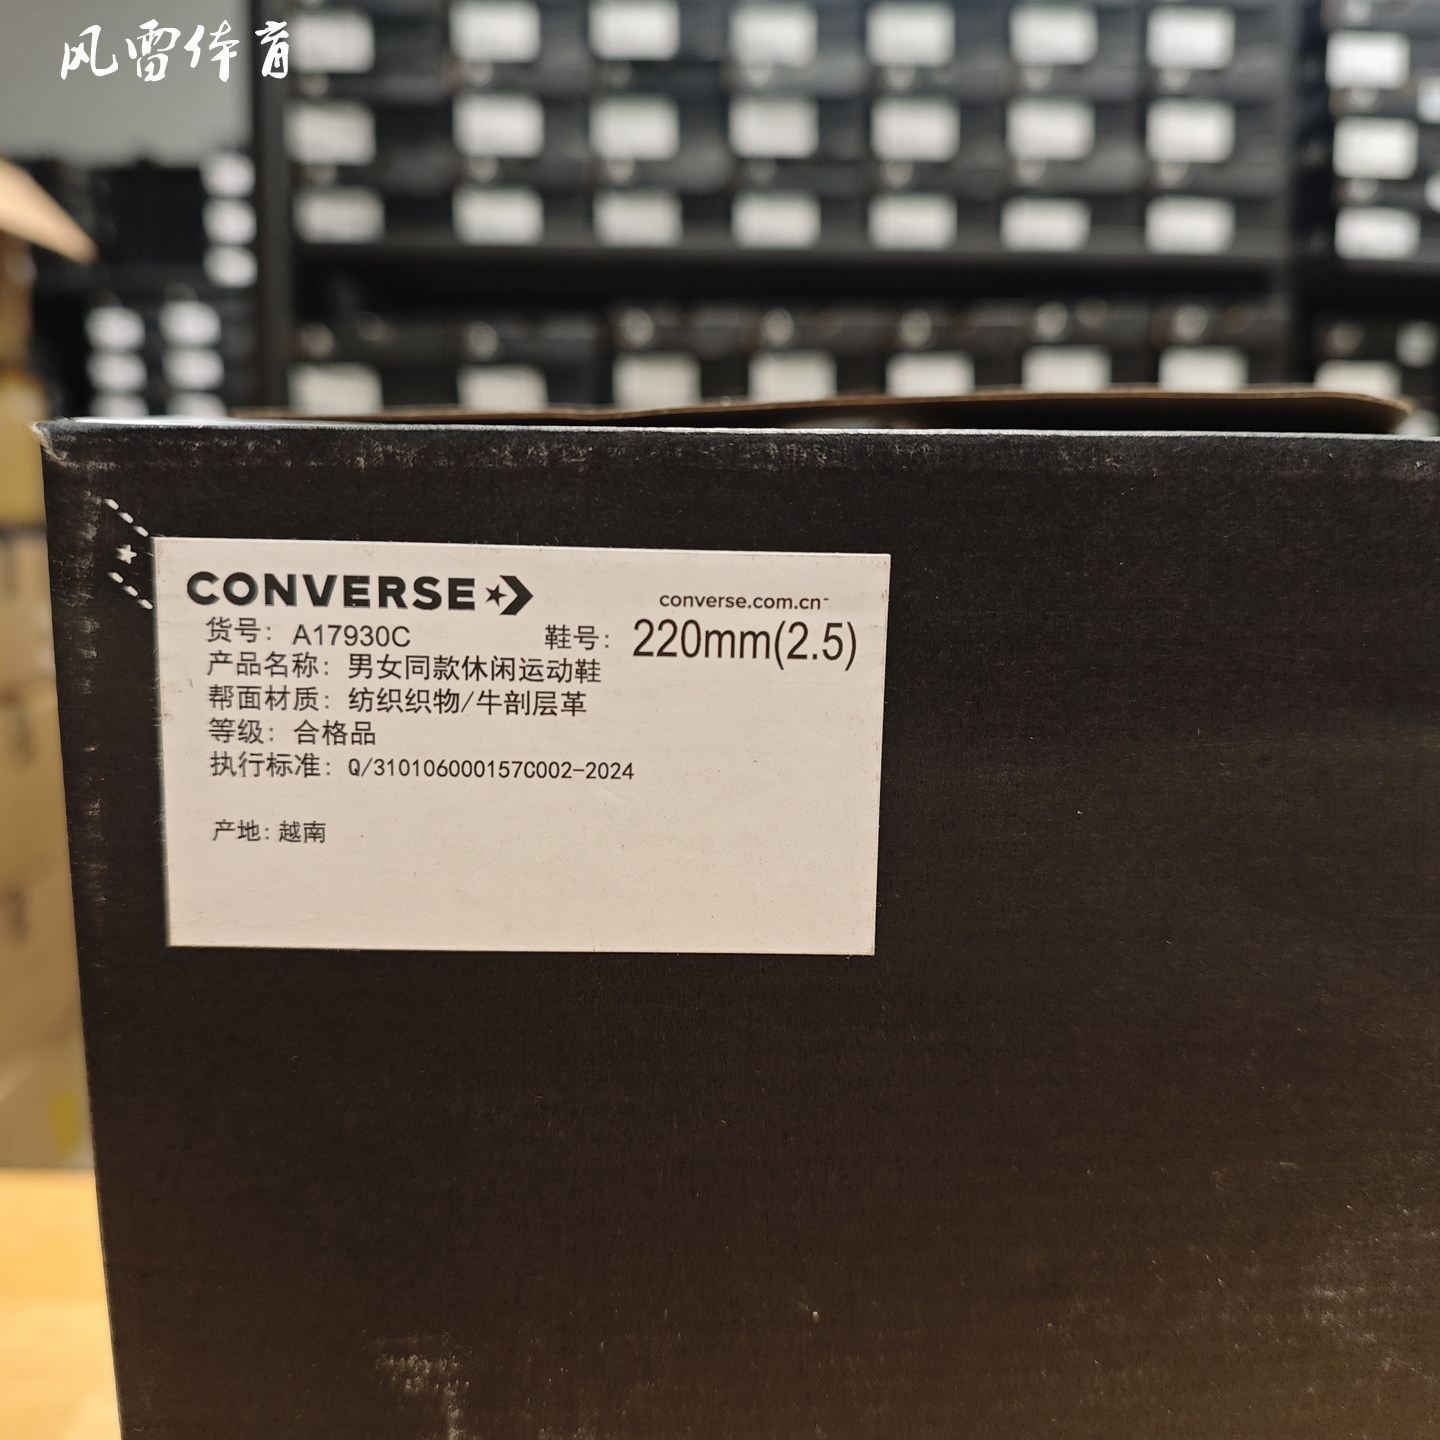 风雷体育
CONVERSE
converse.com.cn
货号: A17930C 鞋号: 220mm(2.5)
产品名称: 男女同款休闲运动鞋
帮面材质: 纺织织物/牛剖层革
等级: 合格品
执行标准: Q/310106000157C002-2024
产地: 越南